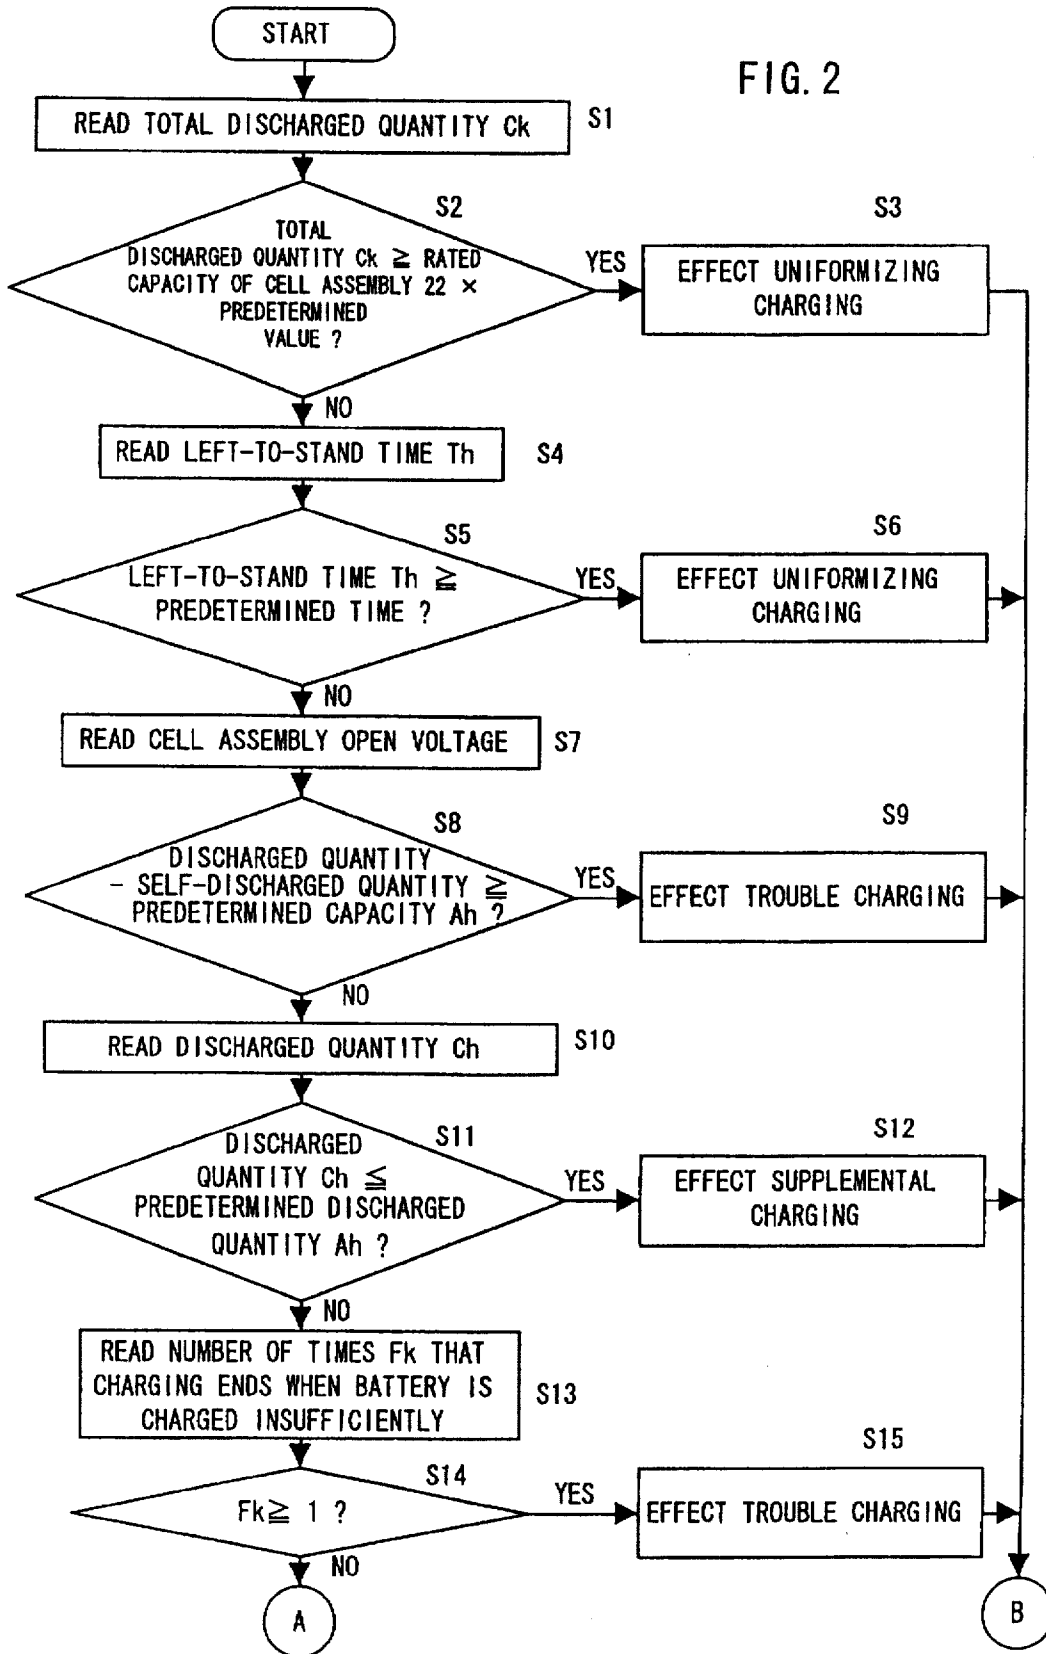 START
FIG. 2
READ TOTAL DISCHARGED QUANTITY Ck
S1
S2
TOTAL
DISCHARGED QUANTITY Ck ≧ RATED
CAPACITY OF CELL ASSEMBLY 22 ×
PREDETERMINED
VALUE ?
YES
S3
EFFECT UNIFORMIZING
CHARGING
NO
READ LEFT-TO-STAND TIME Th
S4
S5
LEFT-TO-STAND TIME Th ≧
PREDETERMINED TIME ?
YES
S6
EFFECT UNIFORMIZING
CHARGING
NO
READ CELL ASSEMBLY OPEN VOLTAGE
S7
S8
DISCHARGED QUANTITY
- SELF-DISCHARGED QUANTITY ≧
PREDETERMINED CAPACITY Ah ?
YES
S9
EFFECT TROUBLE CHARGING
NO
READ DISCHARGED QUANTITY Ch
S10
S11
DISCHARGED
QUANTITY Ch ≦
PREDETERMINED DISCHARGED
QUANTITY Ah ?
YES
S12
EFFECT SUPPLEMENTAL
CHARGING
NO
READ NUMBER OF TIMES Fk THAT
CHARGING ENDS WHEN BATTERY IS
CHARGED INSUFFICIENTLY
S13
S14
Fk ≧ 1 ?
YES
S15
EFFECT TROUBLE CHARGING
NO
A
B